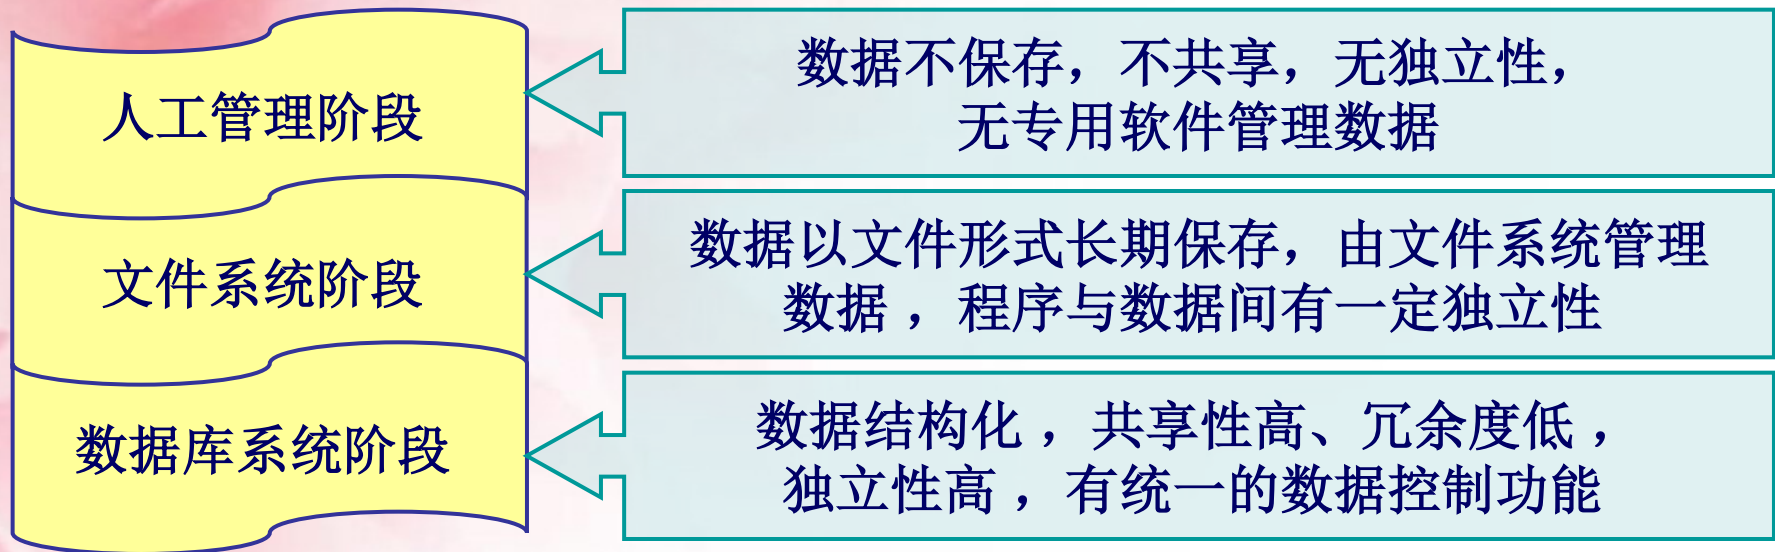 人工管理阶段
数据不保存，不共享，无独立性，
无专用软件管理数据
文件系统阶段
数据以文件形式长期保存，由文件系统管理
数据，程序与数据间有一定独立性
数据库系统阶段
数据结构化，共享性高、冗余度低，
独立性高，有统一的数据控制功能